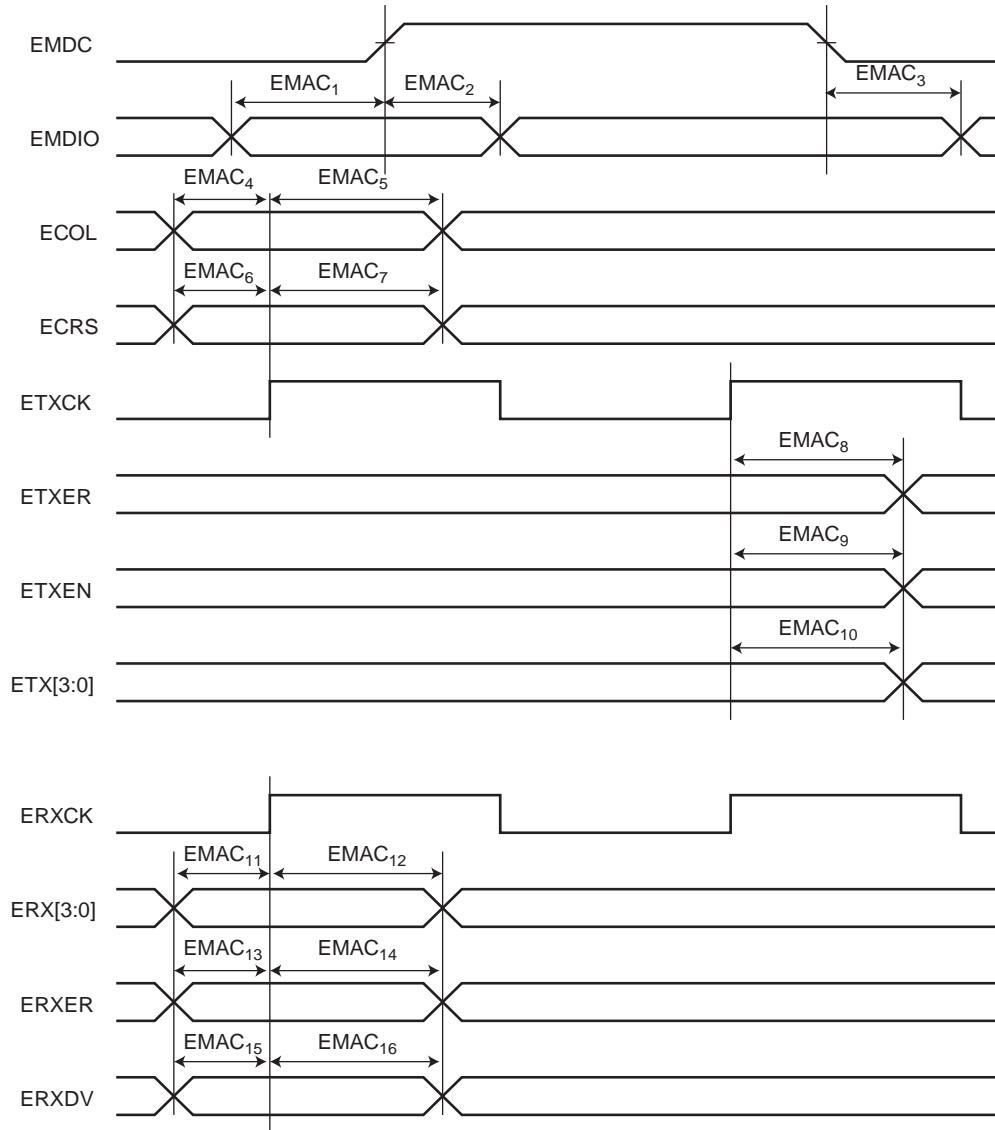 EMDC
EMAC₁ EMAC₂ EMAC₃
EMDIO
EMAC₄ EMAC₅
ECOL
EMAC₆ EMAC₇
ECRS
ETXCK
EMAC₈
ETXER
EMAC₉
ETXEN
EMAC₁₀
ETX[3:0]
ERXCK
EMAC₁₁ EMAC₁₂
ERX[3:0]
EMAC₁₃ EMAC₁₄
ERXER
EMAC₁₅ EMAC₁₆
ERXDV